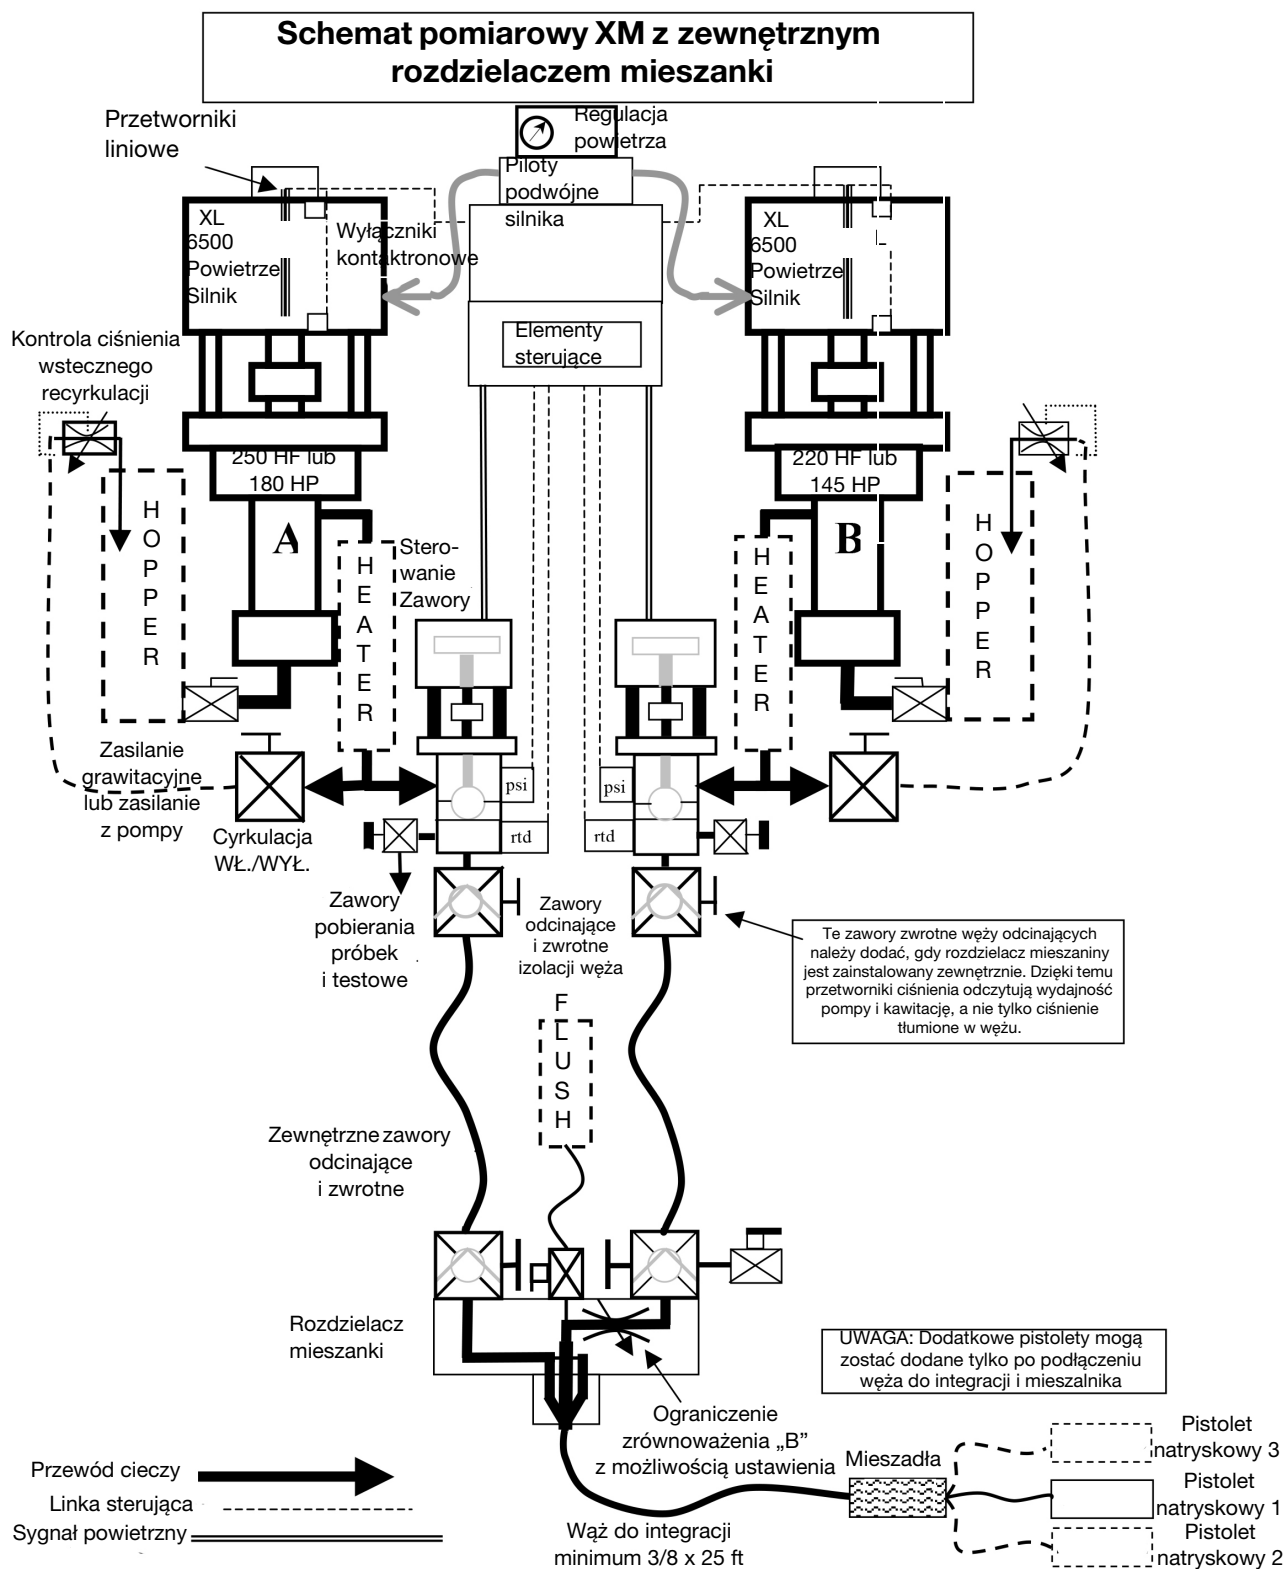 Schemat pomiarowy XM z zewnętrznym
rozdzielaczem mieszanki
Regulacja
powietrza
Przetworniki
liniowe
Piloty
podwójne
silnika
XL
6500
Powietrze
Silnik
Wyłączniki
kontaktronowe
XL
6500
Powietrze
Silnik
Elementy
sterujące
Kontrola ciśnienia
wstecznego
recyrkulacji
250 HF lub
180 HP
220 HF lub
145 HP
HOPPER
A
HEATER
Stero-
wanie
Zawory
HEATER
B
HOPPER
Zasilanie
grawitacyjne
lub zasilanie
z pompy
psi
psi
rtd
rtd
Cyrkulacja
WŁ./WYŁ.
Zawory
pobierania
próbek
i testowe
Zawory
odcinające
i zwrotne
izolacji węża
Te zawory zwrotne węży odcinających
należy dodać, gdy rozdzielacz mieszaniny
jest zainstalowany zewnętrznie. Dzięki temu
przetworniki ciśnienia odczytują wydajność
pompy i kawitację, a nie tylko ciśnienie
tłumione w wężu.
FLUSH
Zewnętrzne zawory
odcinające
i zwrotne
Rozdzielacz
mieszanki
UWAGA: Dodatkowe pistolety mogą
zostać dodane tylko po podłączeniu
węża do integracji i mieszalnika
Ograniczenie
zrównoważenia „B”
z możliwością ustawienia
Mieszadła
Pistolet
natryskowy 3
Pistolet
natryskowy 1
Pistolet
natryskowy 2
Przewód cieczy
Linka sterująca
Sygnał powietrzny
Wąż do integracji
minimum 3/8 x 25 ft